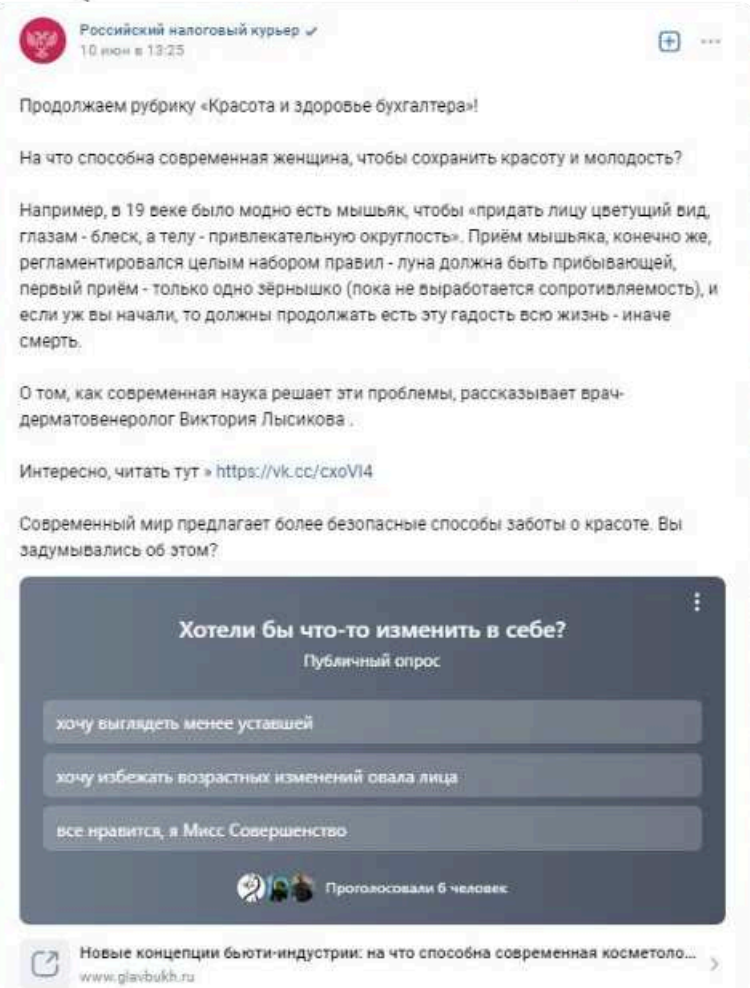 Российский налоговый курьер
10 июн в 13:25
Продолжаем рубрику «Красота и здоровье бухгалтера»!
На что способна современная женщина, чтобы сохранить красоту и молодость?
Например, в 19 веке было модно есть мышьяк, чтобы «придать лицу цветущий вид,
глазам - блеск, а телу - привлекательную округлость». Приём мышьяка, конечно же,
регламентировался целым набором правил - луна должна быть прибывающей,
первый приём - только одно зёрнышко (пока не выработается сопротивляемость), и
если уж вы начали, то должны продолжать есть эту гадость всю жизнь - иначе
смерть.
О том, как современная наука решает эти проблемы, рассказывает врач-
дерматовенеролог Виктория Лысикова .
Интересно, читать тут » https://vk.cc/cxoVI4
Современный мир предлагает более безопасные способы заботы о красоте. Вы
задумывались об этом?
Хотели бы что-то изменить в себе?
Публичный опрос
хочу выглядеть менее уставшей
хочу избежать возрастных изменений овала лица
все нравится, я Мисс Совершенство
Проголосовали 6 человек
Новые концепции бьюти-индустрии: на что способна современная косметоло...
www.glavbukh.ru